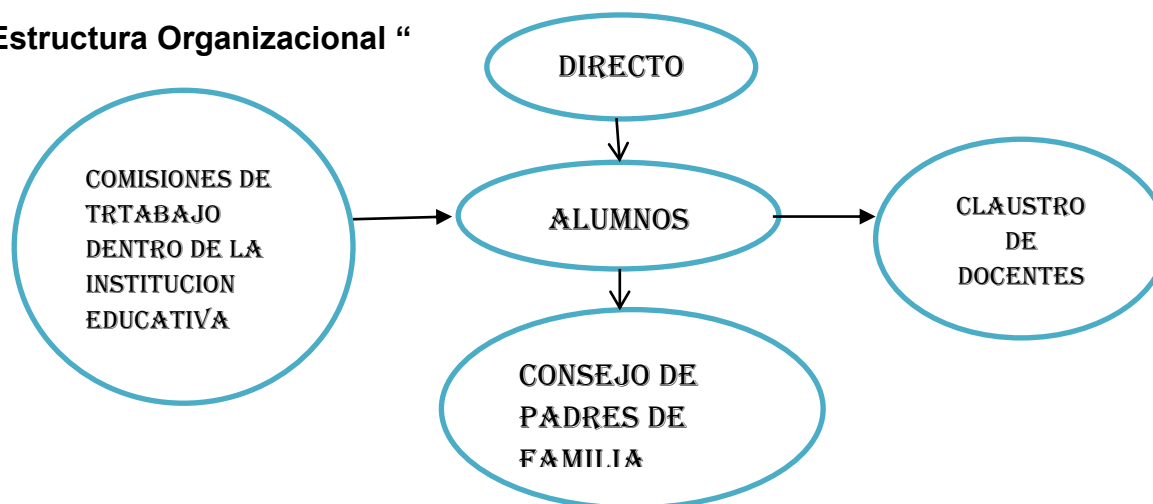 Estructura Organizacional “
DIRECTO
COMISIONES DE
TRTABAJO
DENTRO DE LA
INSTITUCION
EDUCATIVA
ALUMNOS
CLAUSTRO
DE
DOCENTES
CONSEJO DE
PADRES DE
FAMILIA